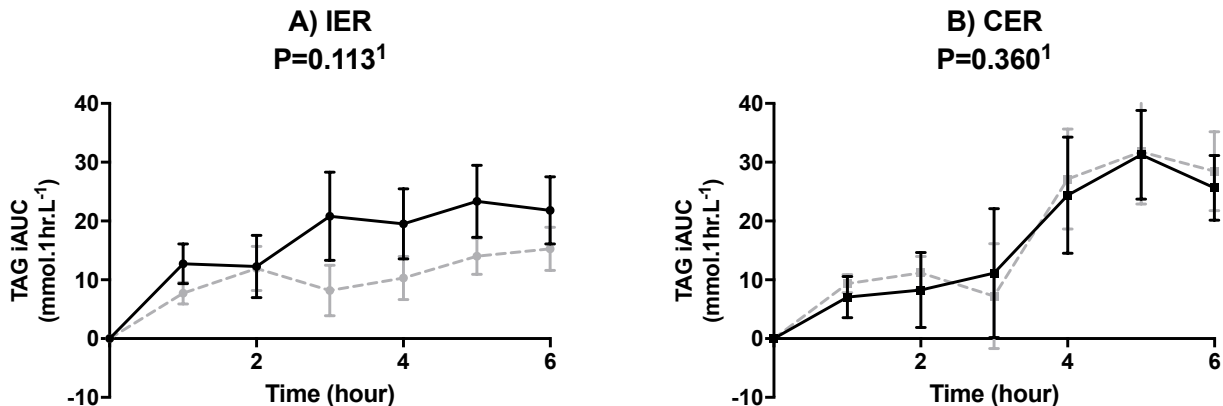 A) IER
P=0.113¹
40
30
20
10
0
-10
TAG iAUC
(mmol.1hr.L⁻¹)
2
4
6
Time (hour)
B) CER
P=0.360¹
40
30
20
10
0
-10
TAG iAUC
(mmol.1hr.L⁻¹)
2
4
6
Time (hour)